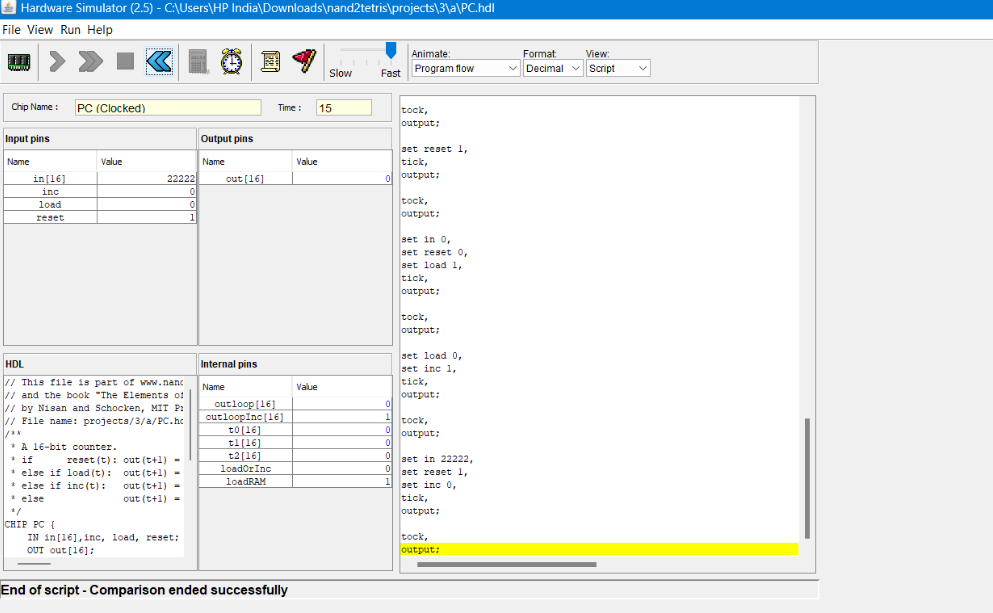 Hardware Simulator (2.5) - C:\Users\HP India\Downloads\nand2tetris\projects\3\a\PC.hdl
File View Run Help
Slow
Fast
Animate:
Program flow
Format:
Decimal
View:
Script
Chip Name :
PC (Clocked)
Time :
15
Input pins
Name Value
in[16] 22222
inc 0
load 0
reset 1
Output pins
Name Value
out[16] 0
HDL
// This file is part of www.nand
// and the book "The Elements of
// by Nisan and Schocken, MIT P
// File name: projects/3/a/PC.hd
/**
* A 16-bit counter.
* if reset(t): out(t+1) =
* else if load(t): out(t+1) =
* else if inc(t): out(t+1) =
* else out(t+1) =
*/
CHIP PC {
IN in[16],inc, load, reset;
OUT out[16];
Internal pins
Name Value
outloop[16] 0
outloopInc[16] 1
t0[16] 0
t1[16] 0
t2[16] 0
loadOrInc 0
loadRAM 1
tock,
output;
set reset 1,
tick,
output;
tock,
output;
set in 0,
set reset 0,
set load 1,
tick,
output;
tock,
output;
set load 0,
set inc 1,
tick,
output;
tock,
output;
set in 22222,
set reset 1,
set inc 0,
tick,
output;
tock,
output;
End of script - Comparison ended successfully